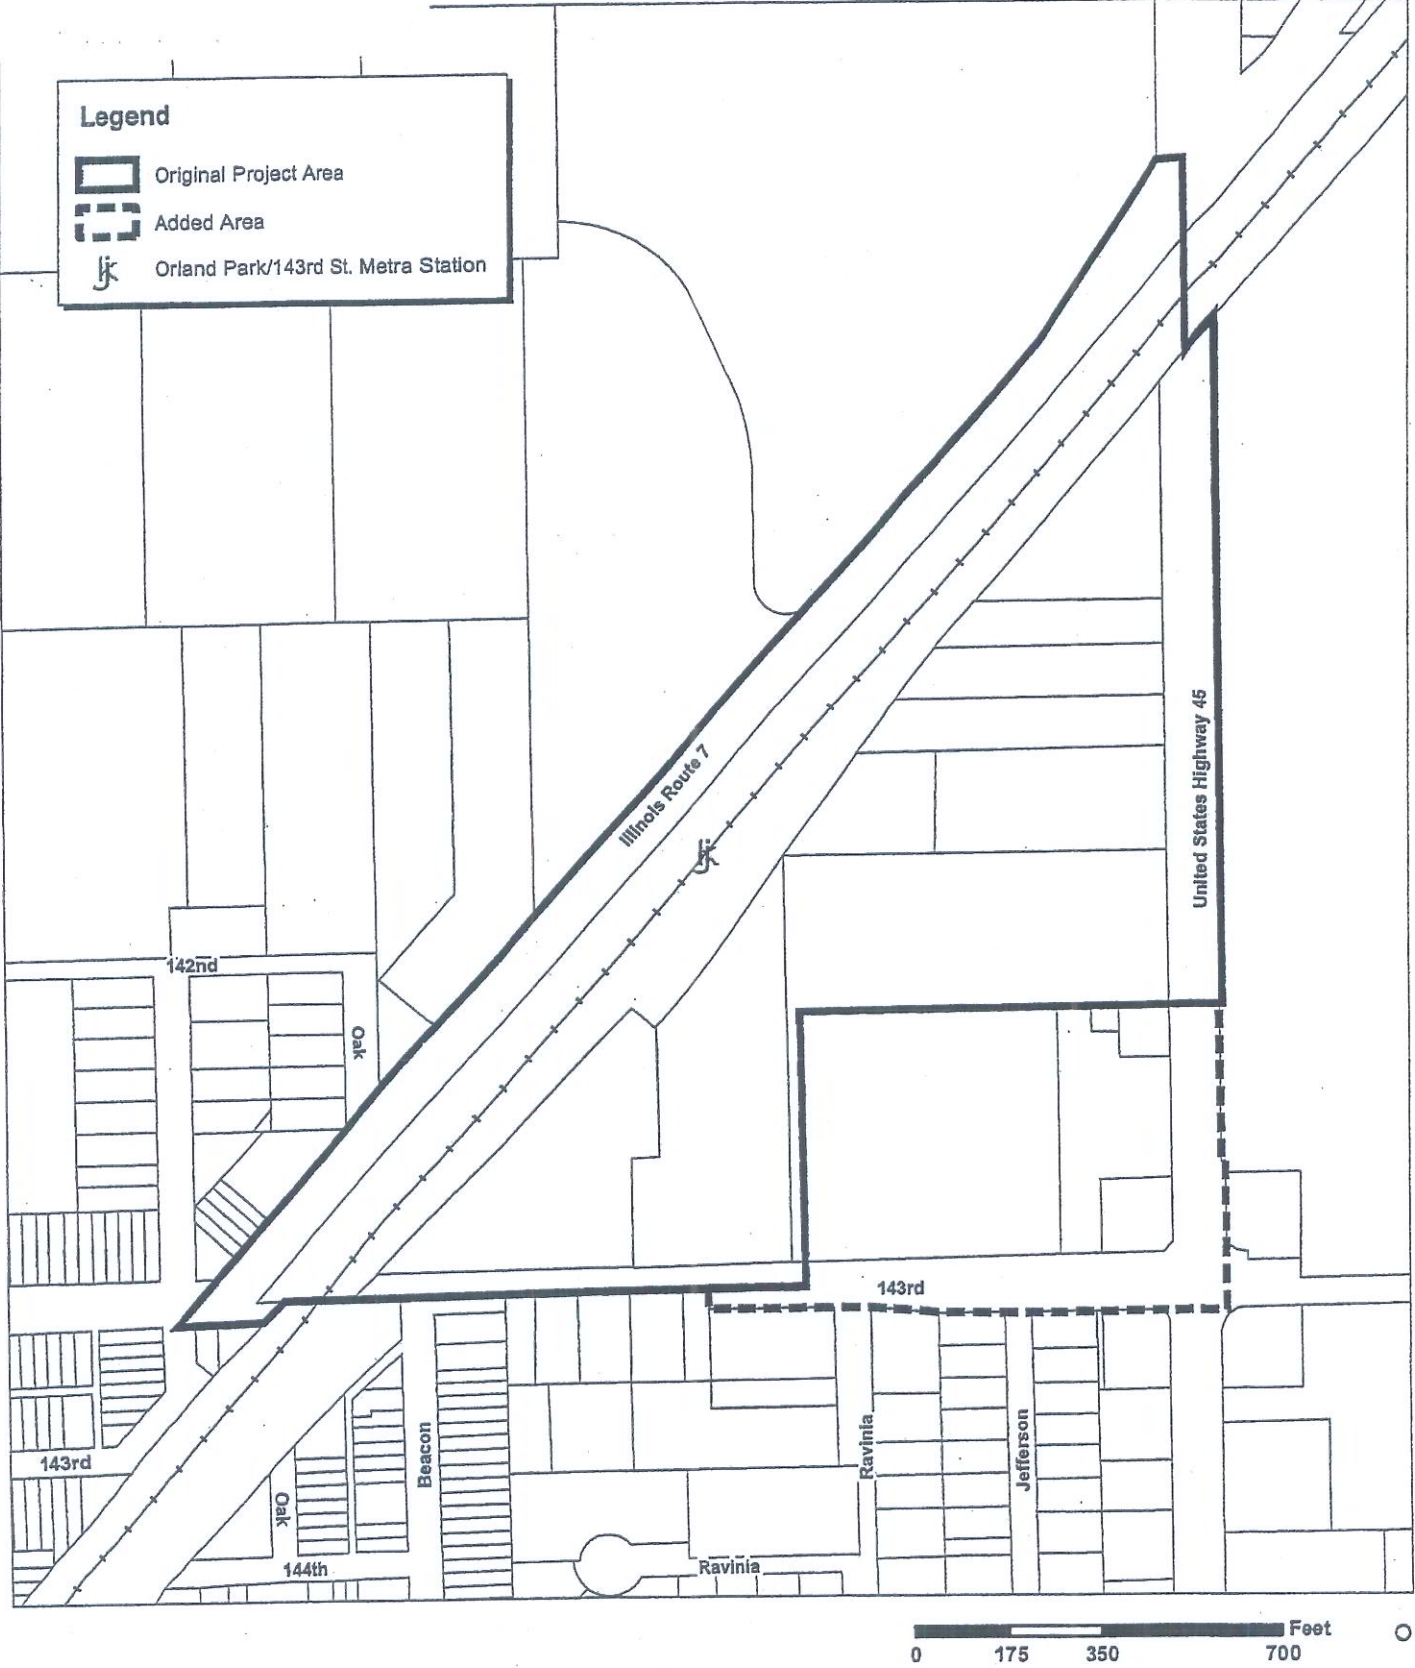 Legend
Original Project Area
Added Area
Orland Park/143rd St. Metra Station
Illinois Route 7
United States Highway 45
142nd
Oak
143rd
143rd
Beacon
Ravinia
Jefferson
Oak
144th
Ravinia
Feet
0 175 350 700